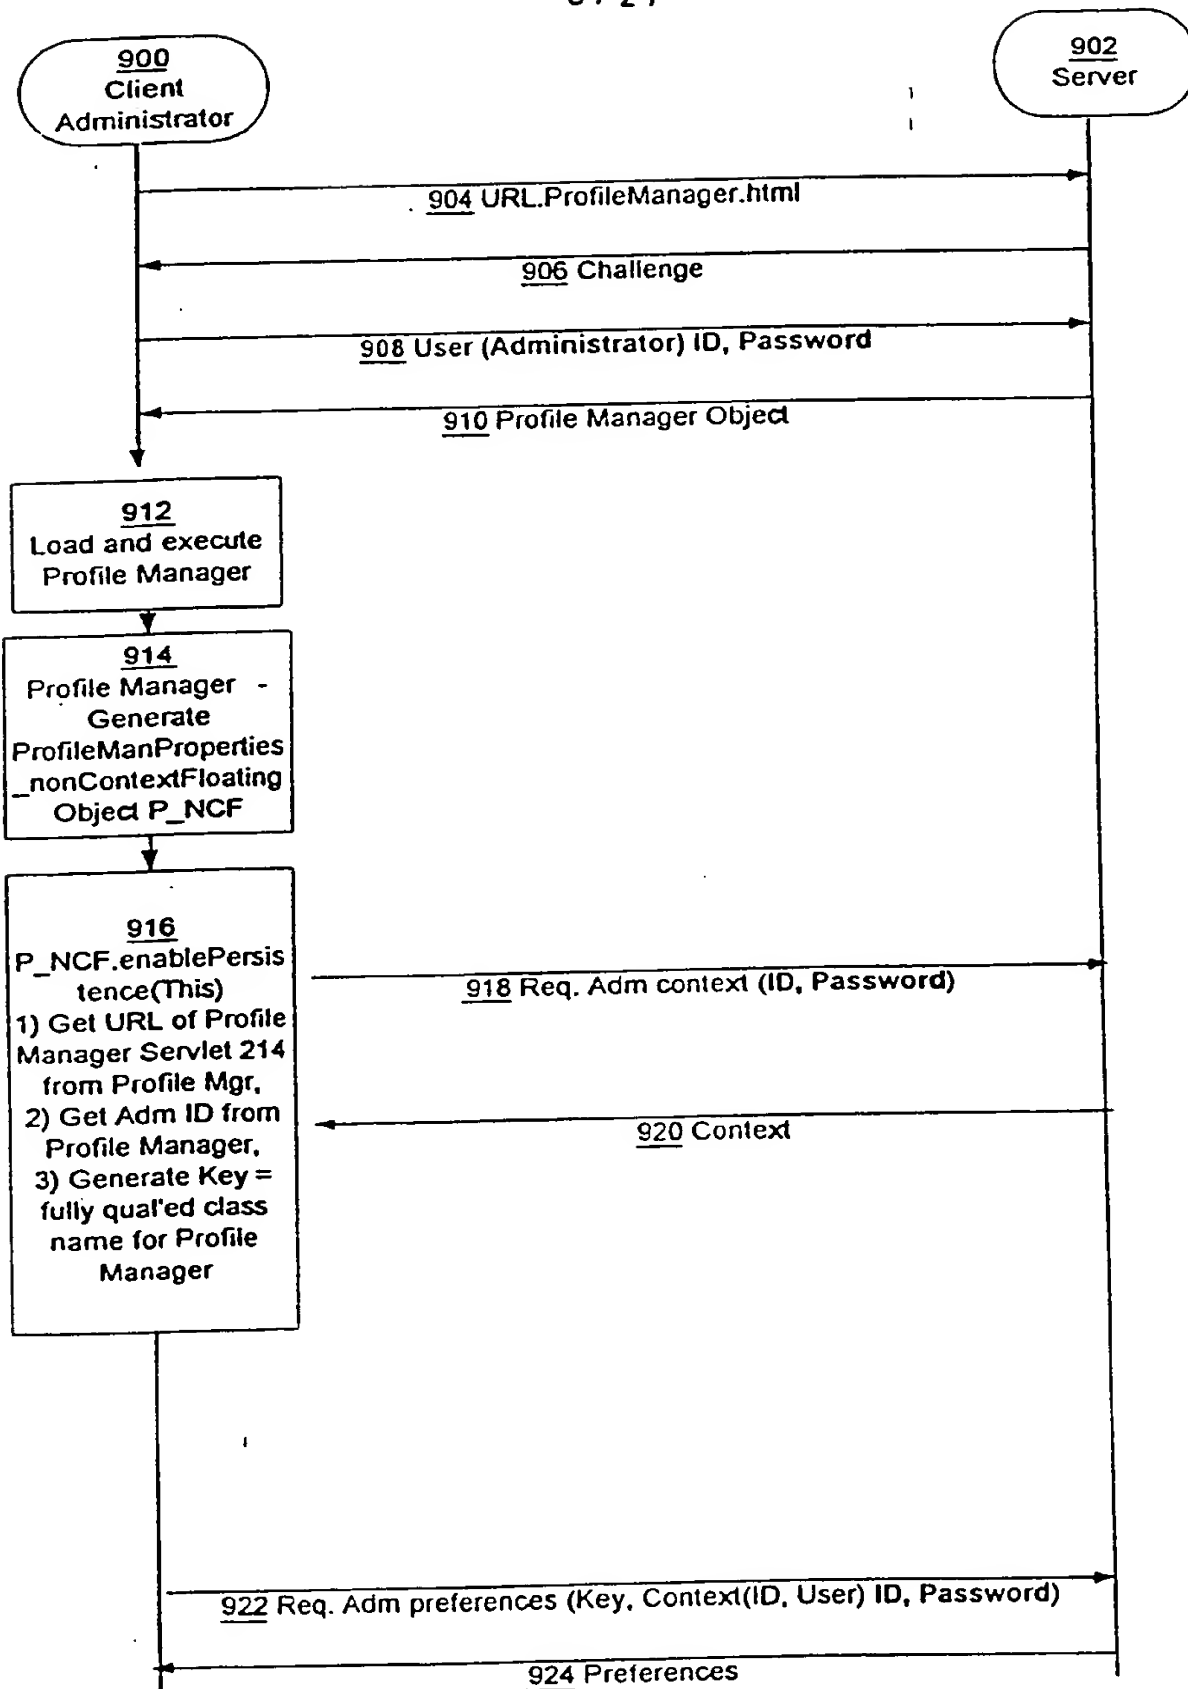 900
Client
Administrator
902
Server
904 URL.ProfileManager.html
906 Challenge
908 User (Administrator) ID, Password
910 Profile Manager Object
912
Load and execute
Profile Manager
914
Profile Manager -
Generate
ProfileManProperties
_nonContextFloating
Object P_NCF
916
P_NCF.enablePersis
tence(This)
1) Get URL of Profile
Manager Servlet 214
from Profile Mgr,
2) Get Adm ID from
Profile Manager,
3) Generate Key =
fully qual'ed class
name for Profile
Manager
918 Req. Adm context (ID, Password)
920 Context
922 Req. Adm preferences (Key, Context(ID, User) ID, Password)
924 Preferences